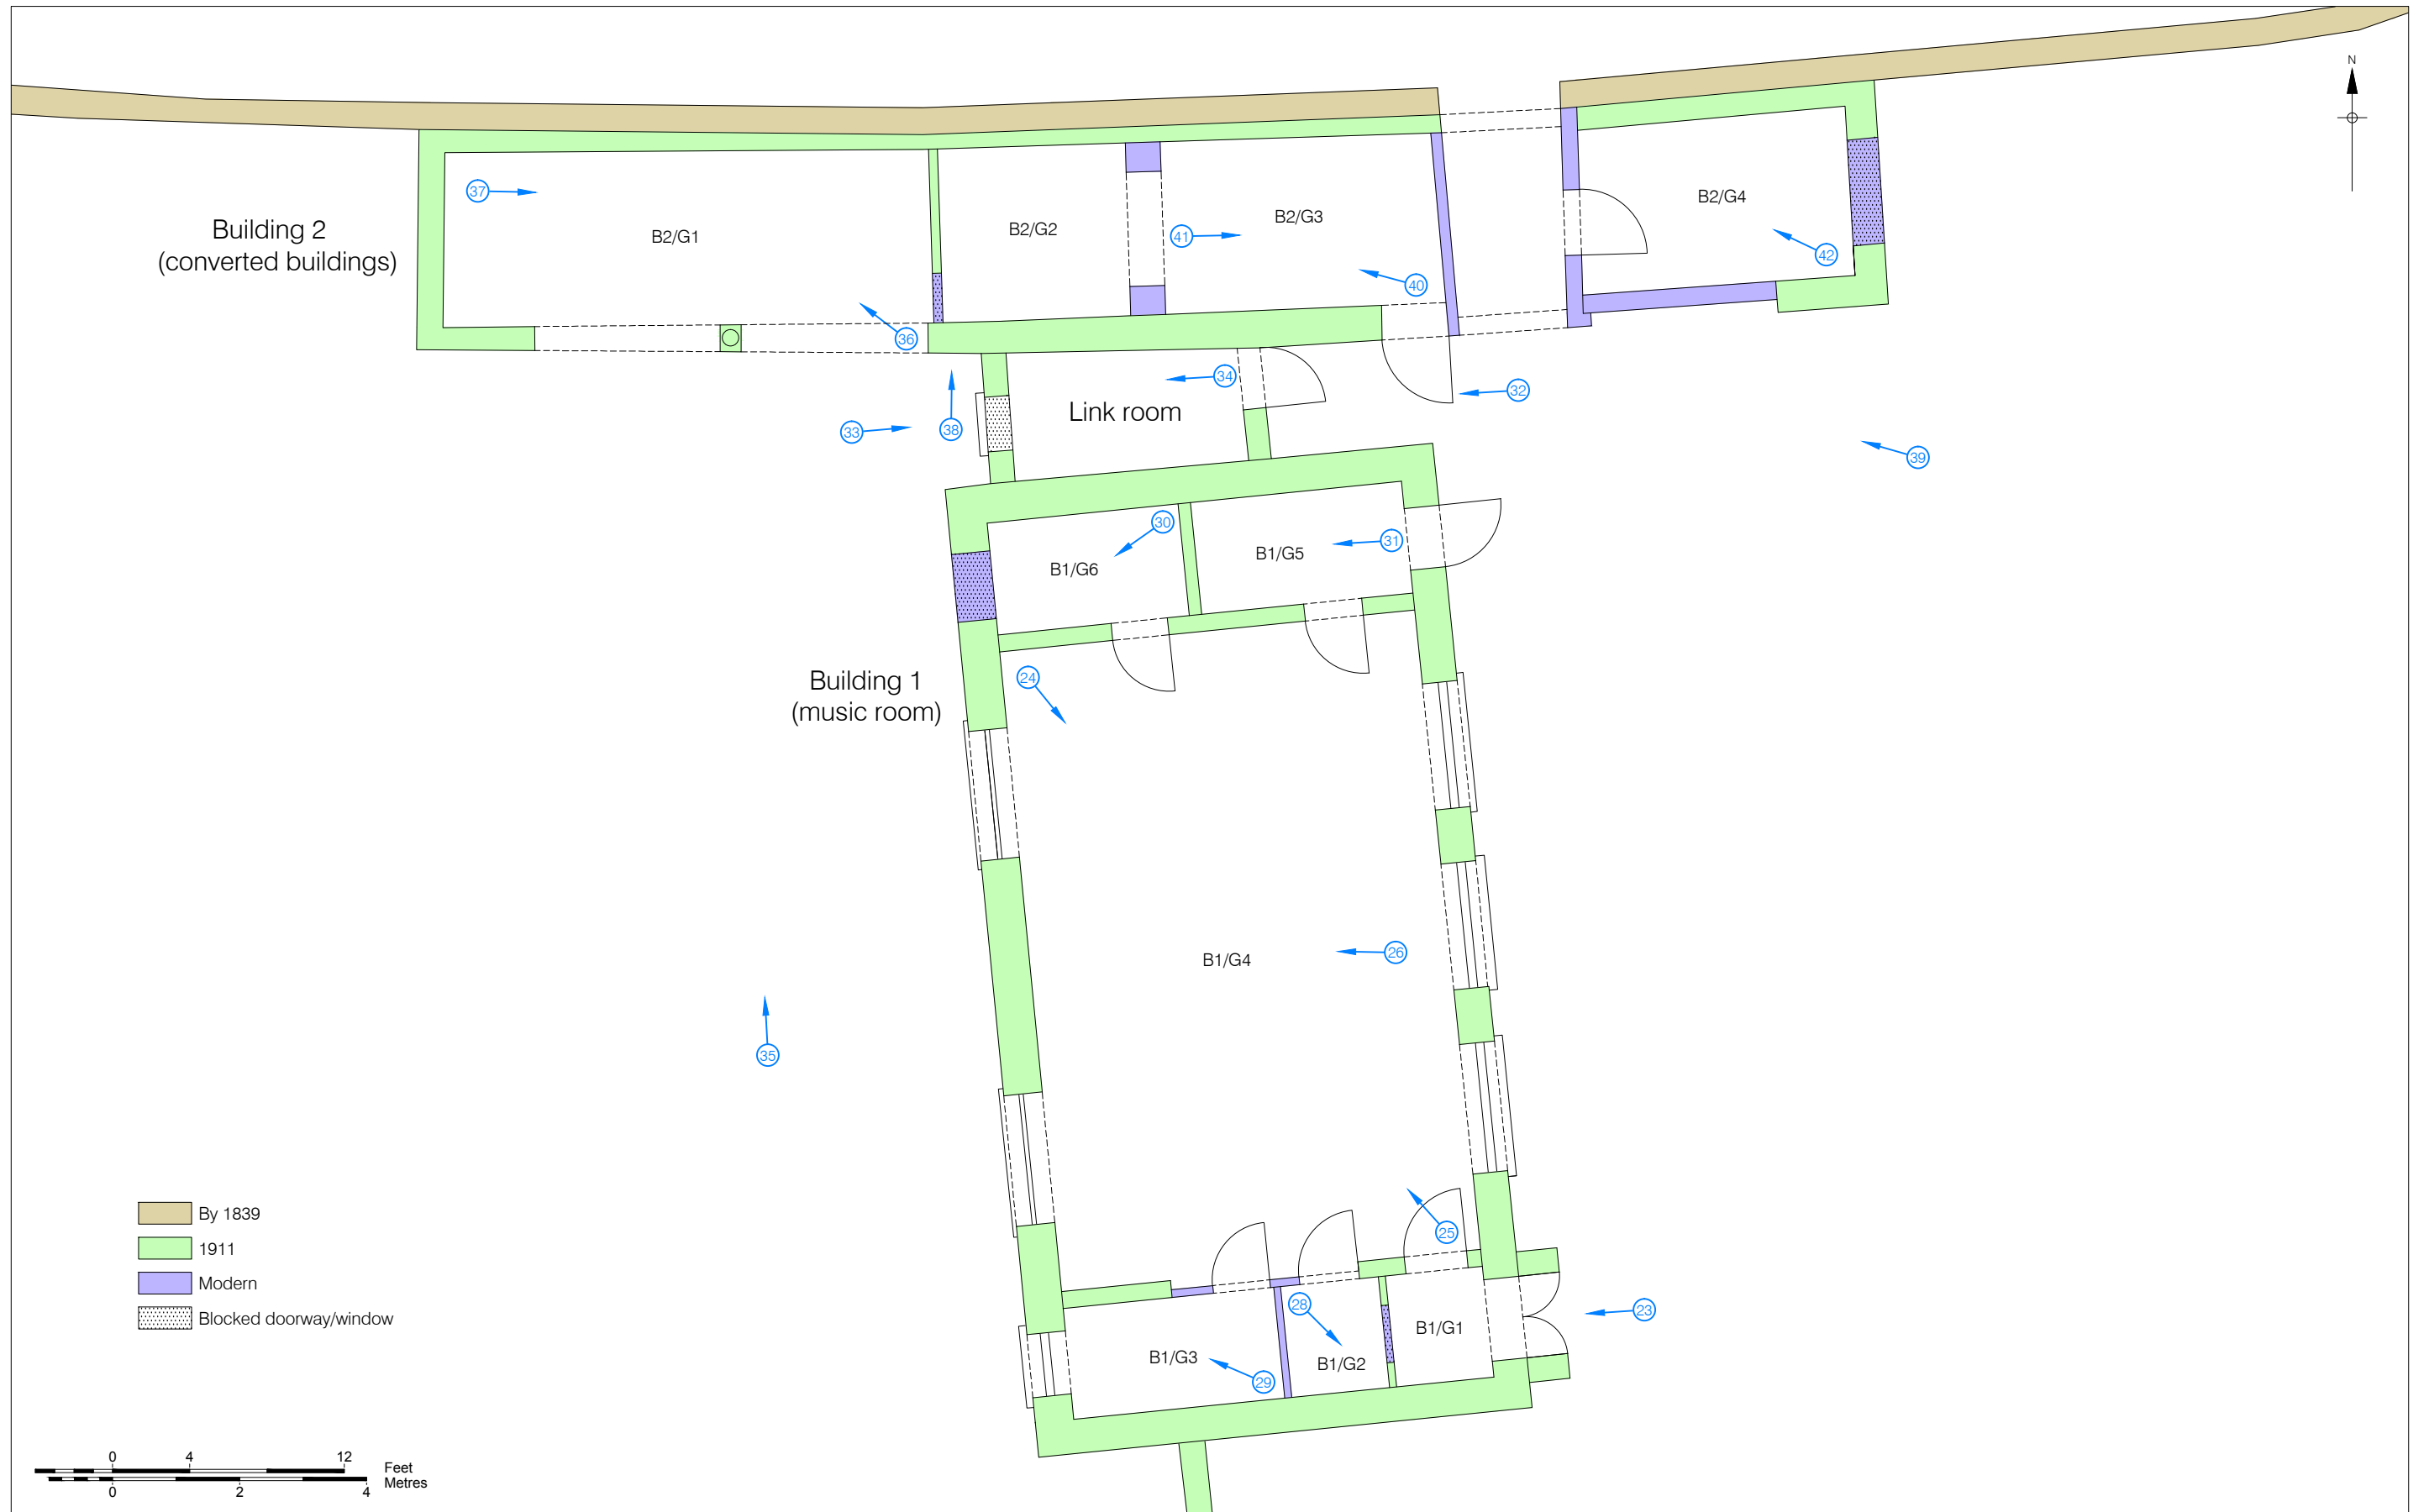 N
37
Building 2
(converted buildings)
B2/G1
B2/G2
41
B2/G3
B2/G4
42
40
36
34
Link room
32
33
38
39
30
31
B1/G5
B1/G6
Building 1
(music room)
24
B1/G4
26
35
25
By 1839
1911
Modern
Blocked doorway/window
28
23
B1/G1
B1/G3
B1/G2
29
0 4 12
Feet
Metres
0 2 4